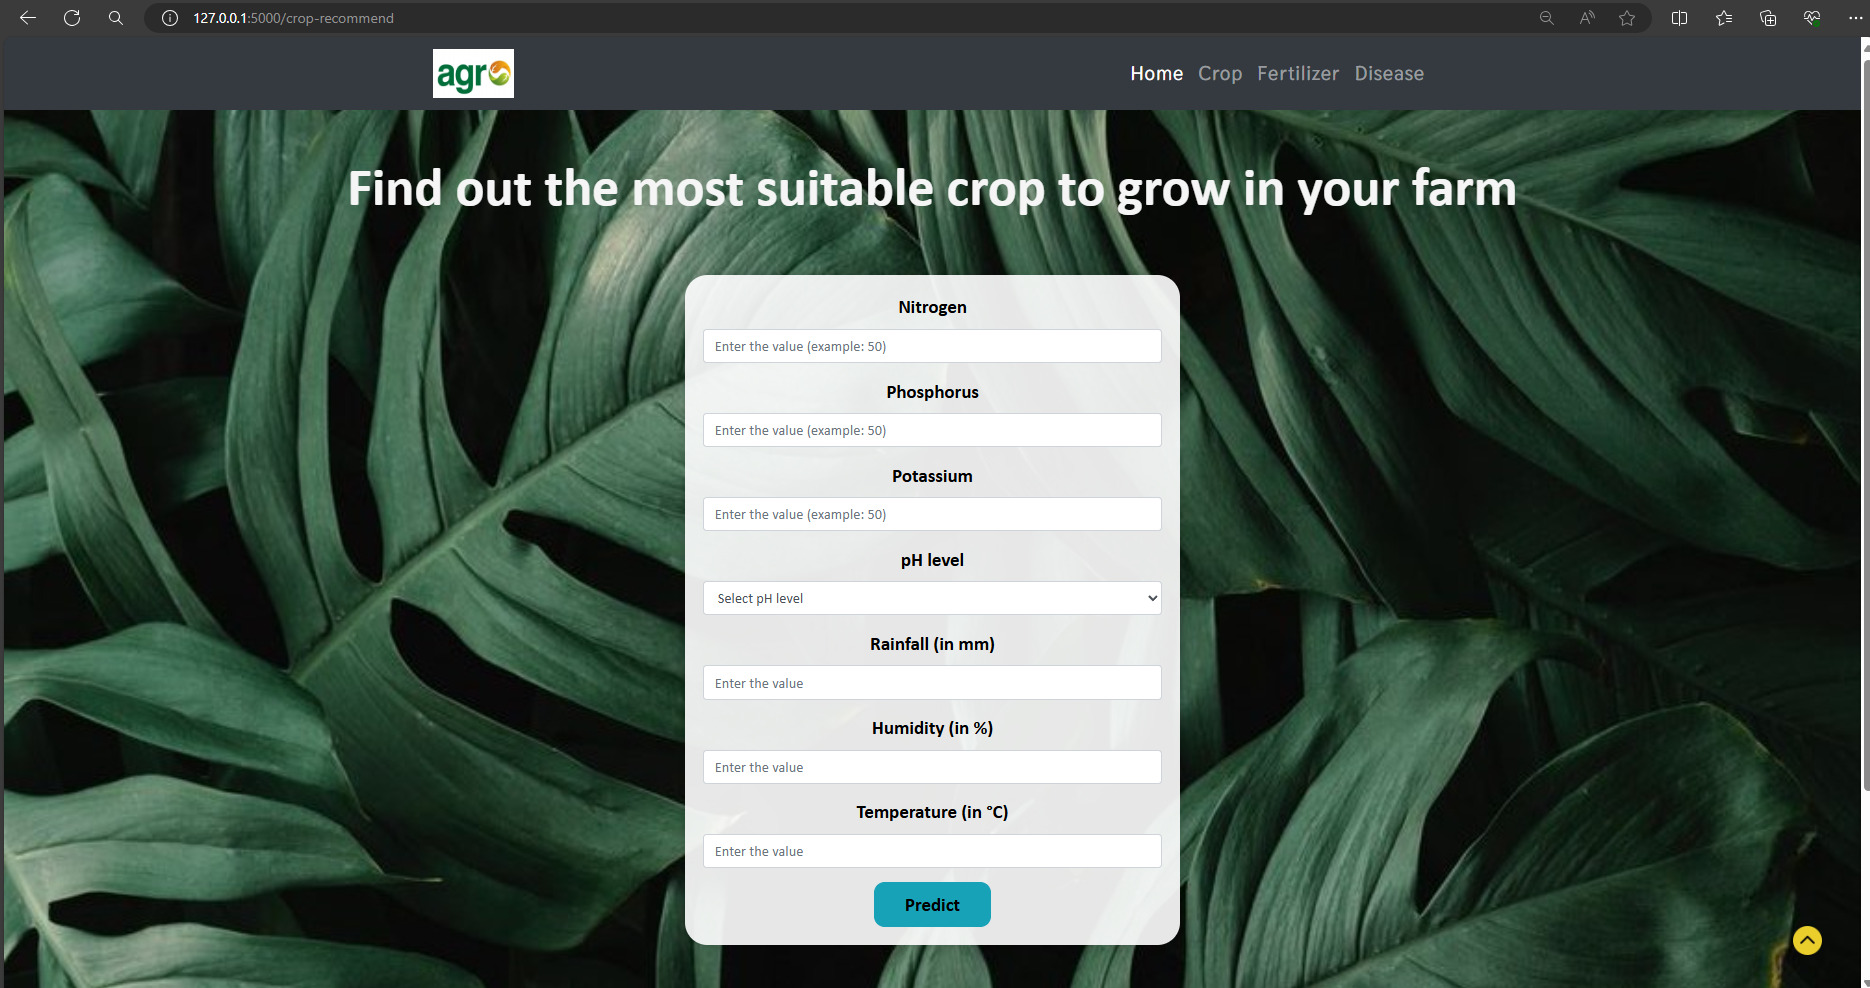 127.0.0.1:5000/crop-recommend
agro
Home Crop Fertilizer Disease
Find out the most suitable crop to grow in your farm
Nitrogen
Enter the value (example: 50)
Phosphorus
Enter the value (example: 50)
Potassium
Enter the value (example: 50)
pH level
Select pH level
Rainfall (in mm)
Enter the value
Humidity (in %)
Enter the value
Temperature (in °C)
Enter the value
Predict